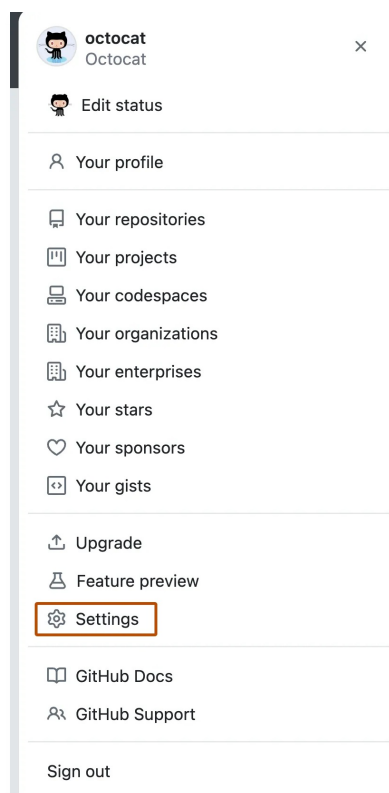 octocat
Octocat
Edit status
Your profile
Your repositories
Your projects
Your codespaces
Your organizations
Your enterprises
Your stars
Your sponsors
Your gists
Upgrade
Feature preview
Settings
GitHub Docs
GitHub Support
Sign out